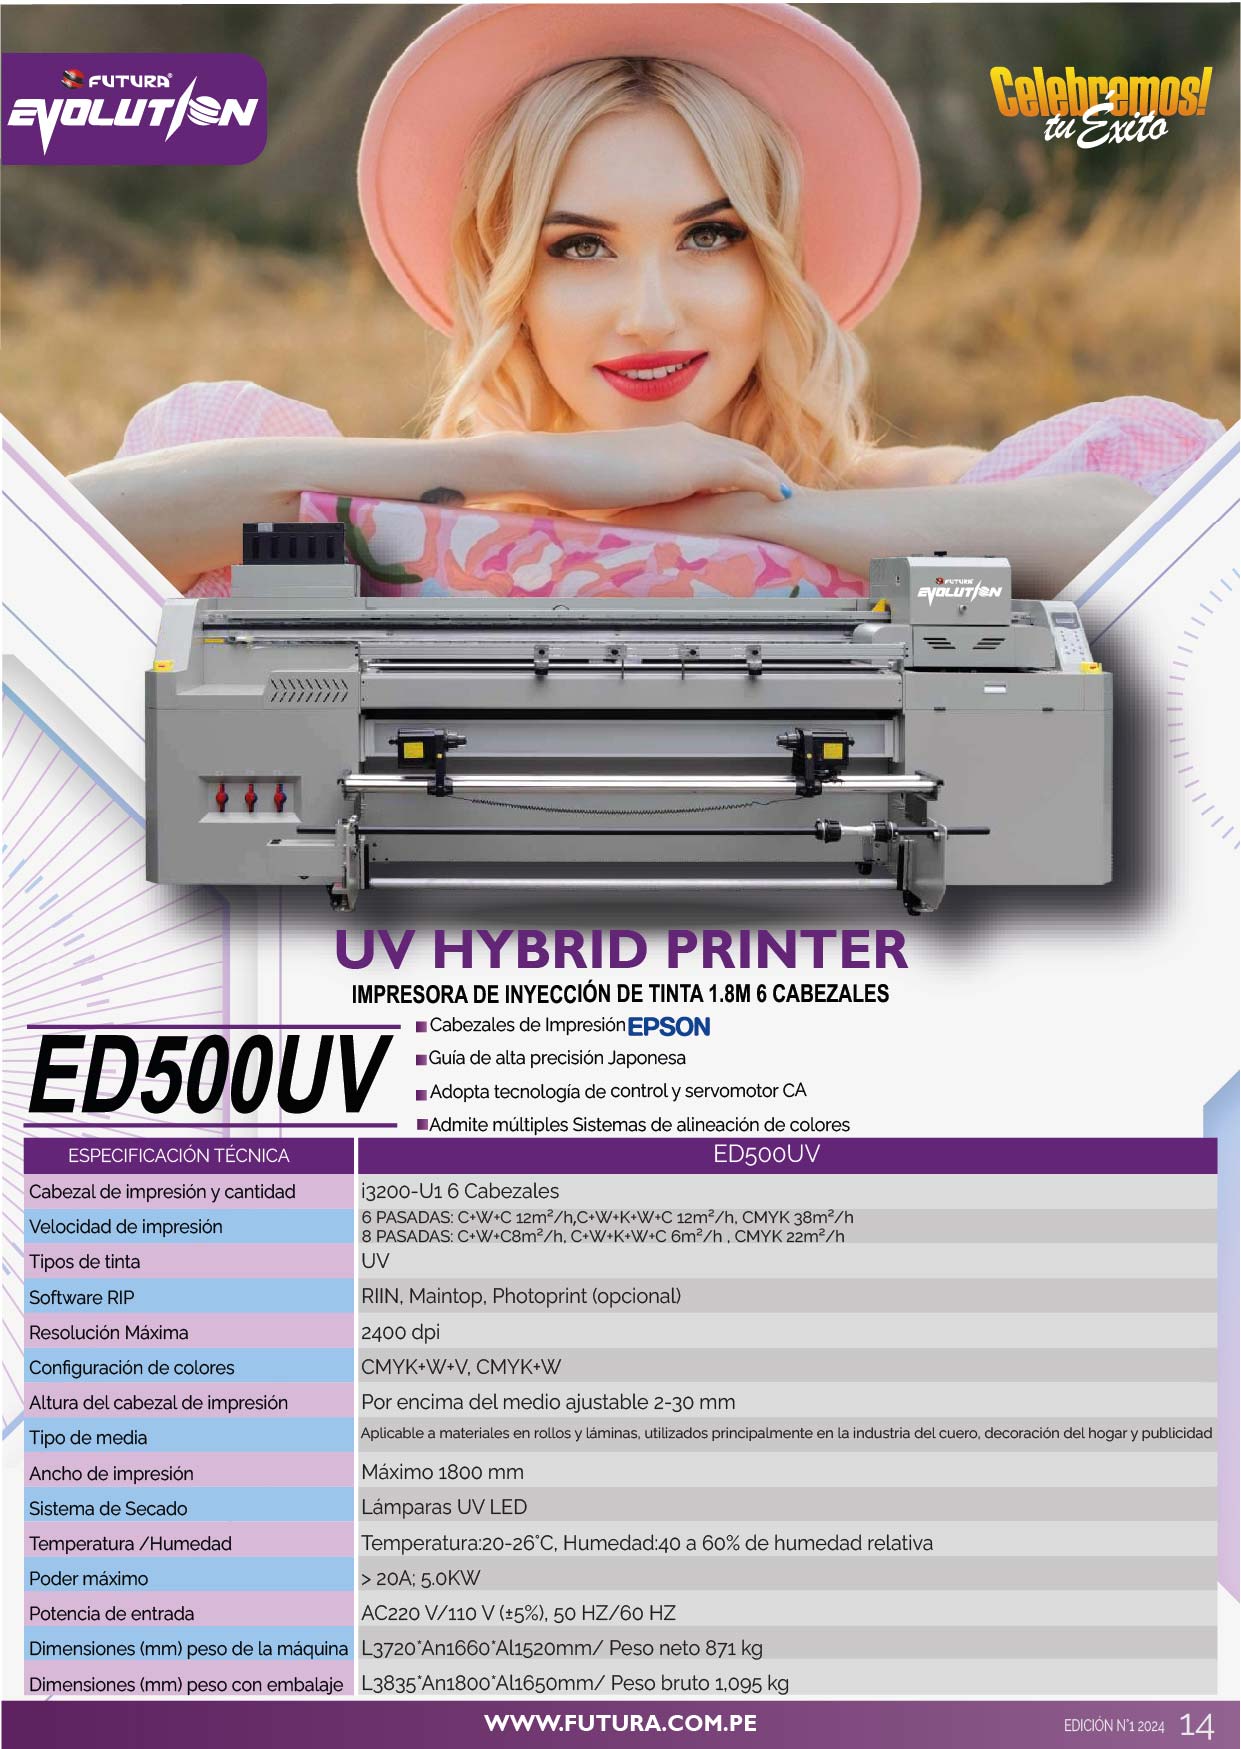 FUTURA®
EVOLUTION
Celebremos!
tu Éxito
FUTURA
EVOLUTION
UV HYBRID PRINTER
IMPRESORA DE INYECCIÓN DE TINTA 1.8M 6 CABEZALES
ED500UV
Cabezales de Impresión EPSON
Guía de alta precisión Japonesa
Adopta tecnología de control y servomotor CA
Admite múltiples Sistemas de alineación de colores
ESPECIFICACIÓN TÉCNICA ED500UV
Cabezal de impresión y cantidad i3200-U1 6 Cabezales
Velocidad de impresión 6 PASADAS: C+W+C 12m²/h,C+W+K+W+C 12m²/h, CMYK 38m²/h
8 PASADAS: C+W+C8m²/h, C+W+K+W+C 6m²/h , CMYK 22m²/h
Tipos de tinta UV
Software RIP RIIN, Maintop, Photoprint (opcional)
Resolución Máxima 2400 dpi
Configuración de colores CMYK+W+V, CMYK+W
Altura del cabezal de impresión Por encima del medio ajustable 2-30 mm
Tipo de media Aplicable a materiales en rollos y láminas, utilizados principalmente en la industria del cuero, decoración del hogar y publicidad
Ancho de impresión Máximo 1800 mm
Sistema de Secado Lámparas UV LED
Temperatura /Humedad Temperatura:20-26°C, Humedad:40 a 60% de humedad relativa
Poder máximo > 20A; 5.0KW
Potencia de entrada AC220 V/110 V (±5%), 50 HZ/60 HZ
Dimensiones (mm) peso de la máquina L3720*An1660*Al1520mm/ Peso neto 871 kg
Dimensiones (mm) peso con embalaje L3835*An1800*Al1650mm/ Peso bruto 1,095 kg
WWW.FUTURA.COM.PE
EDICIÓN N°1 2024 14